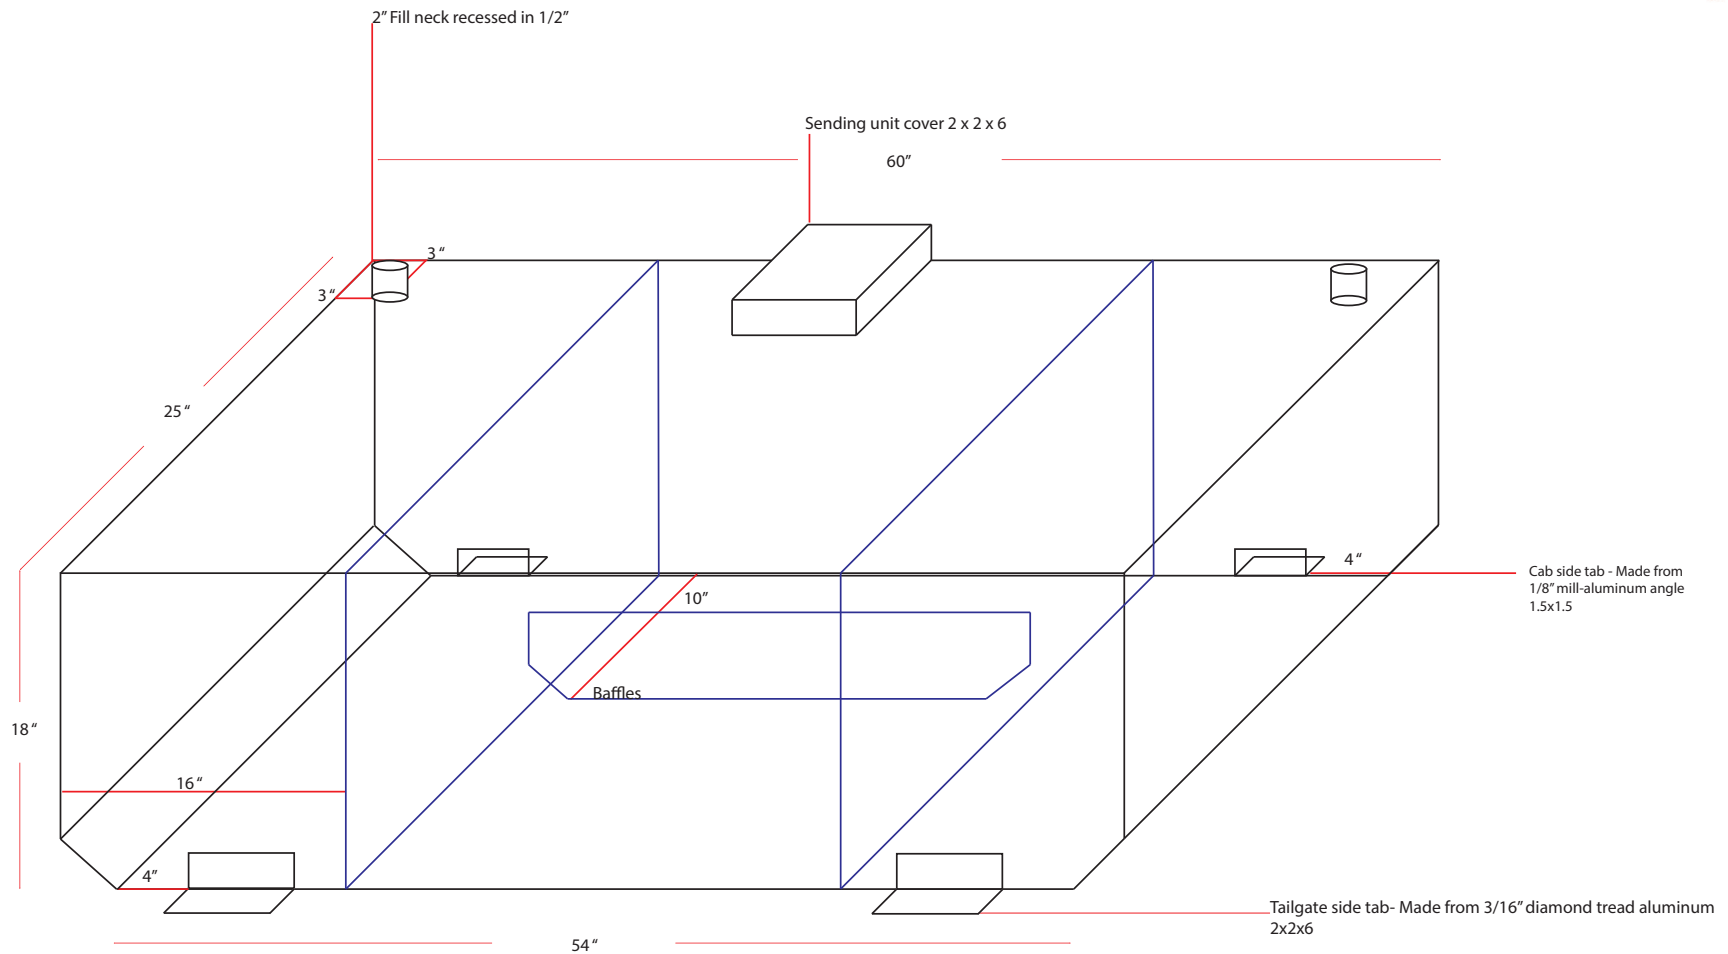 2” Fill neck recessed in 1/2”
Sending unit cover 2 x 2 x 6
60”
3 “
3 “
25 “
4 “
Cab side tab - Made from
1/8” mill-aluminum angle
1.5x1.5
10”
Baffles
18 “
16 “
4”
Tailgate side tab- Made from 3/16” diamond tread aluminum
2x2x6
54 “